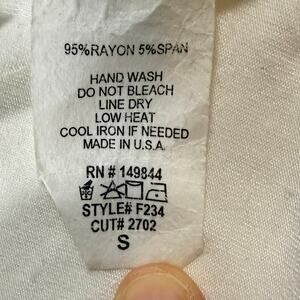 95%RAYON 5%SPAN
HAND WASH
DO NOT BLEACH
LINE DRY
LOW HEAT
COOL IRON IF NEEDED
MADE IN U.S.A.
RN # 149844
STYLE# F234
CUT# 2702
S